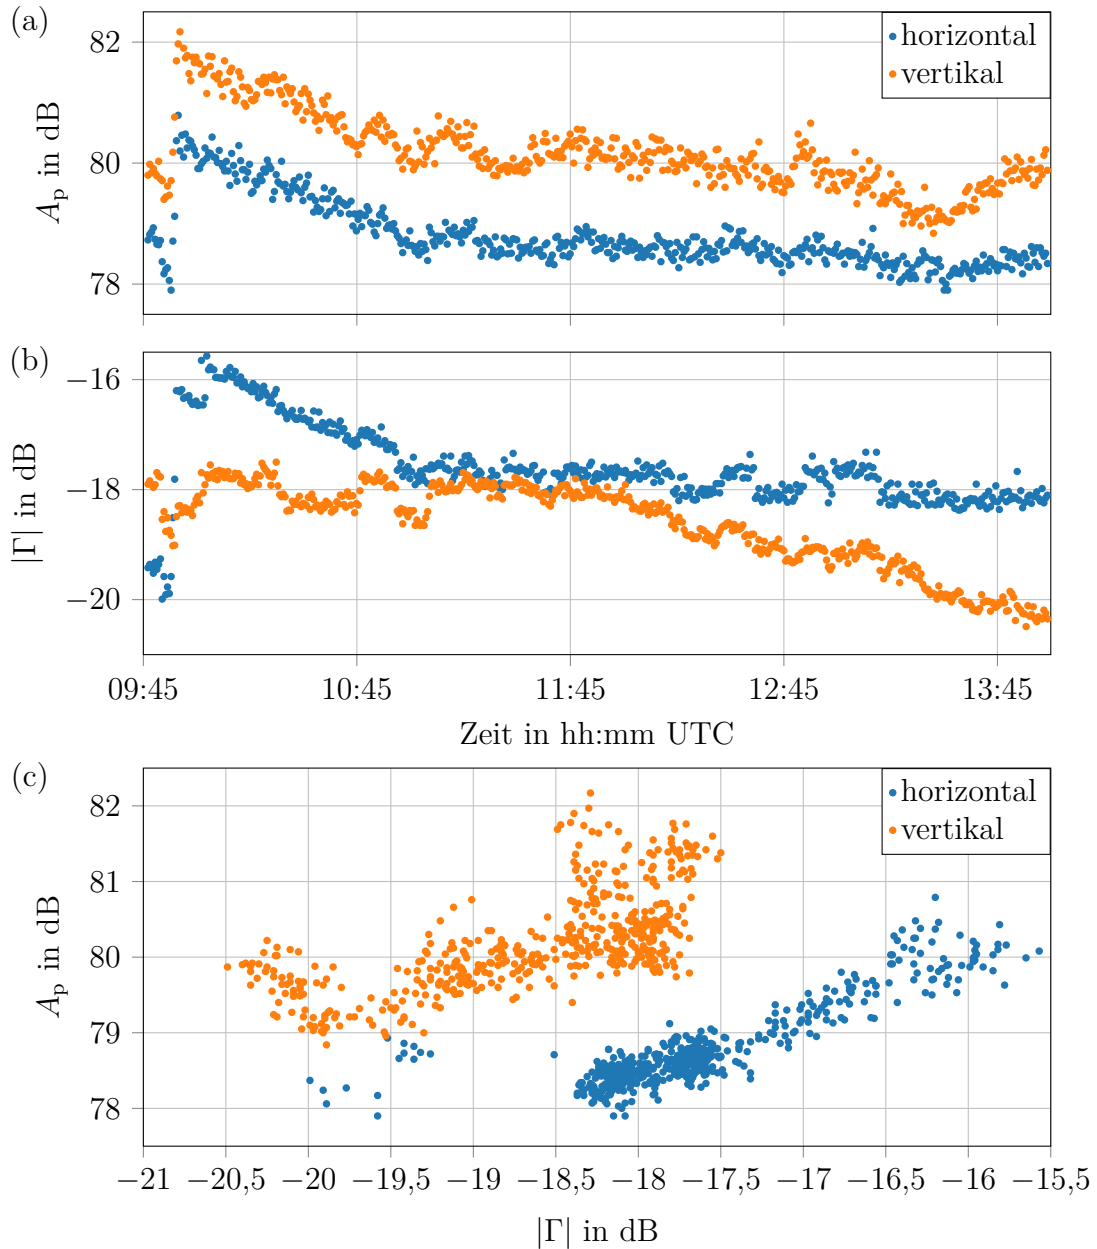 (a)
82
80
78
A_p in dB
horizontal
vertikal
(b)
−16
−18
−20
|Γ| in dB
09:45 10:45 11:45 12:45 13:45
Zeit in hh:mm UTC
(c)
82
81
80
79
78
A_p in dB
horizontal
vertikal
−21 −20,5 −20 −19,5 −19 −18,5 −18 −17,5 −17 −16,5 −16 −15,5
|Γ| in dB